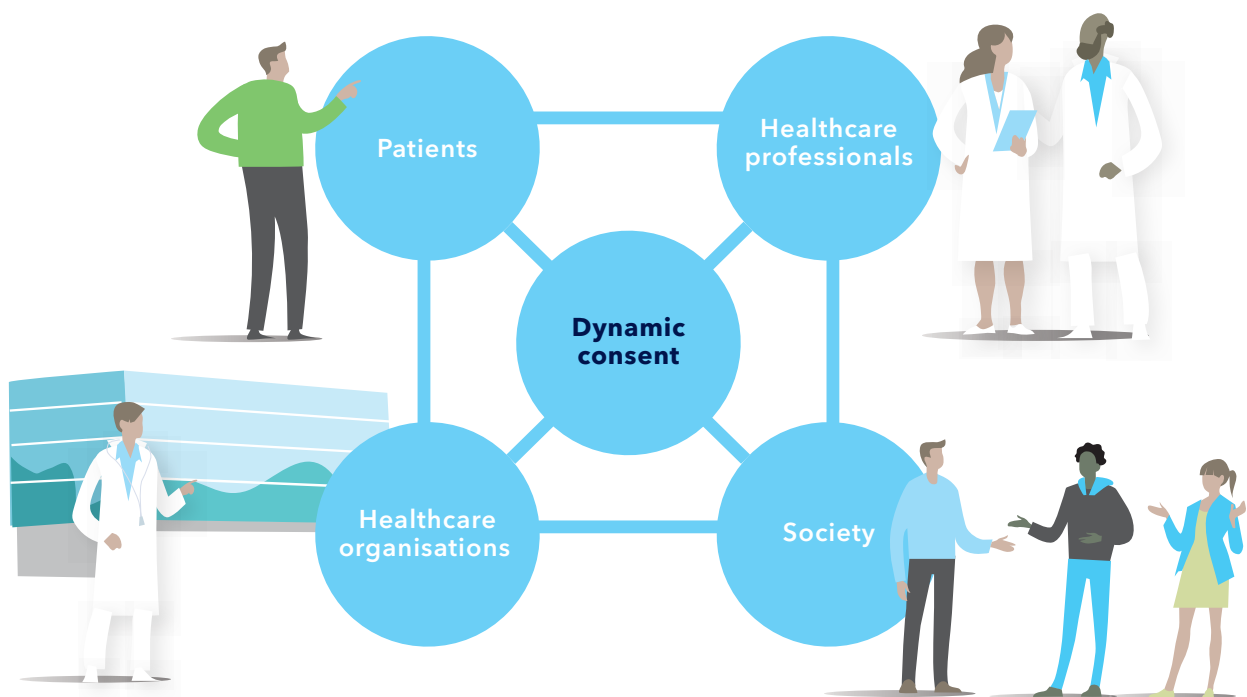 Patients
Healthcare
professionals
Dynamic
consent
Healthcare
organisations
Society